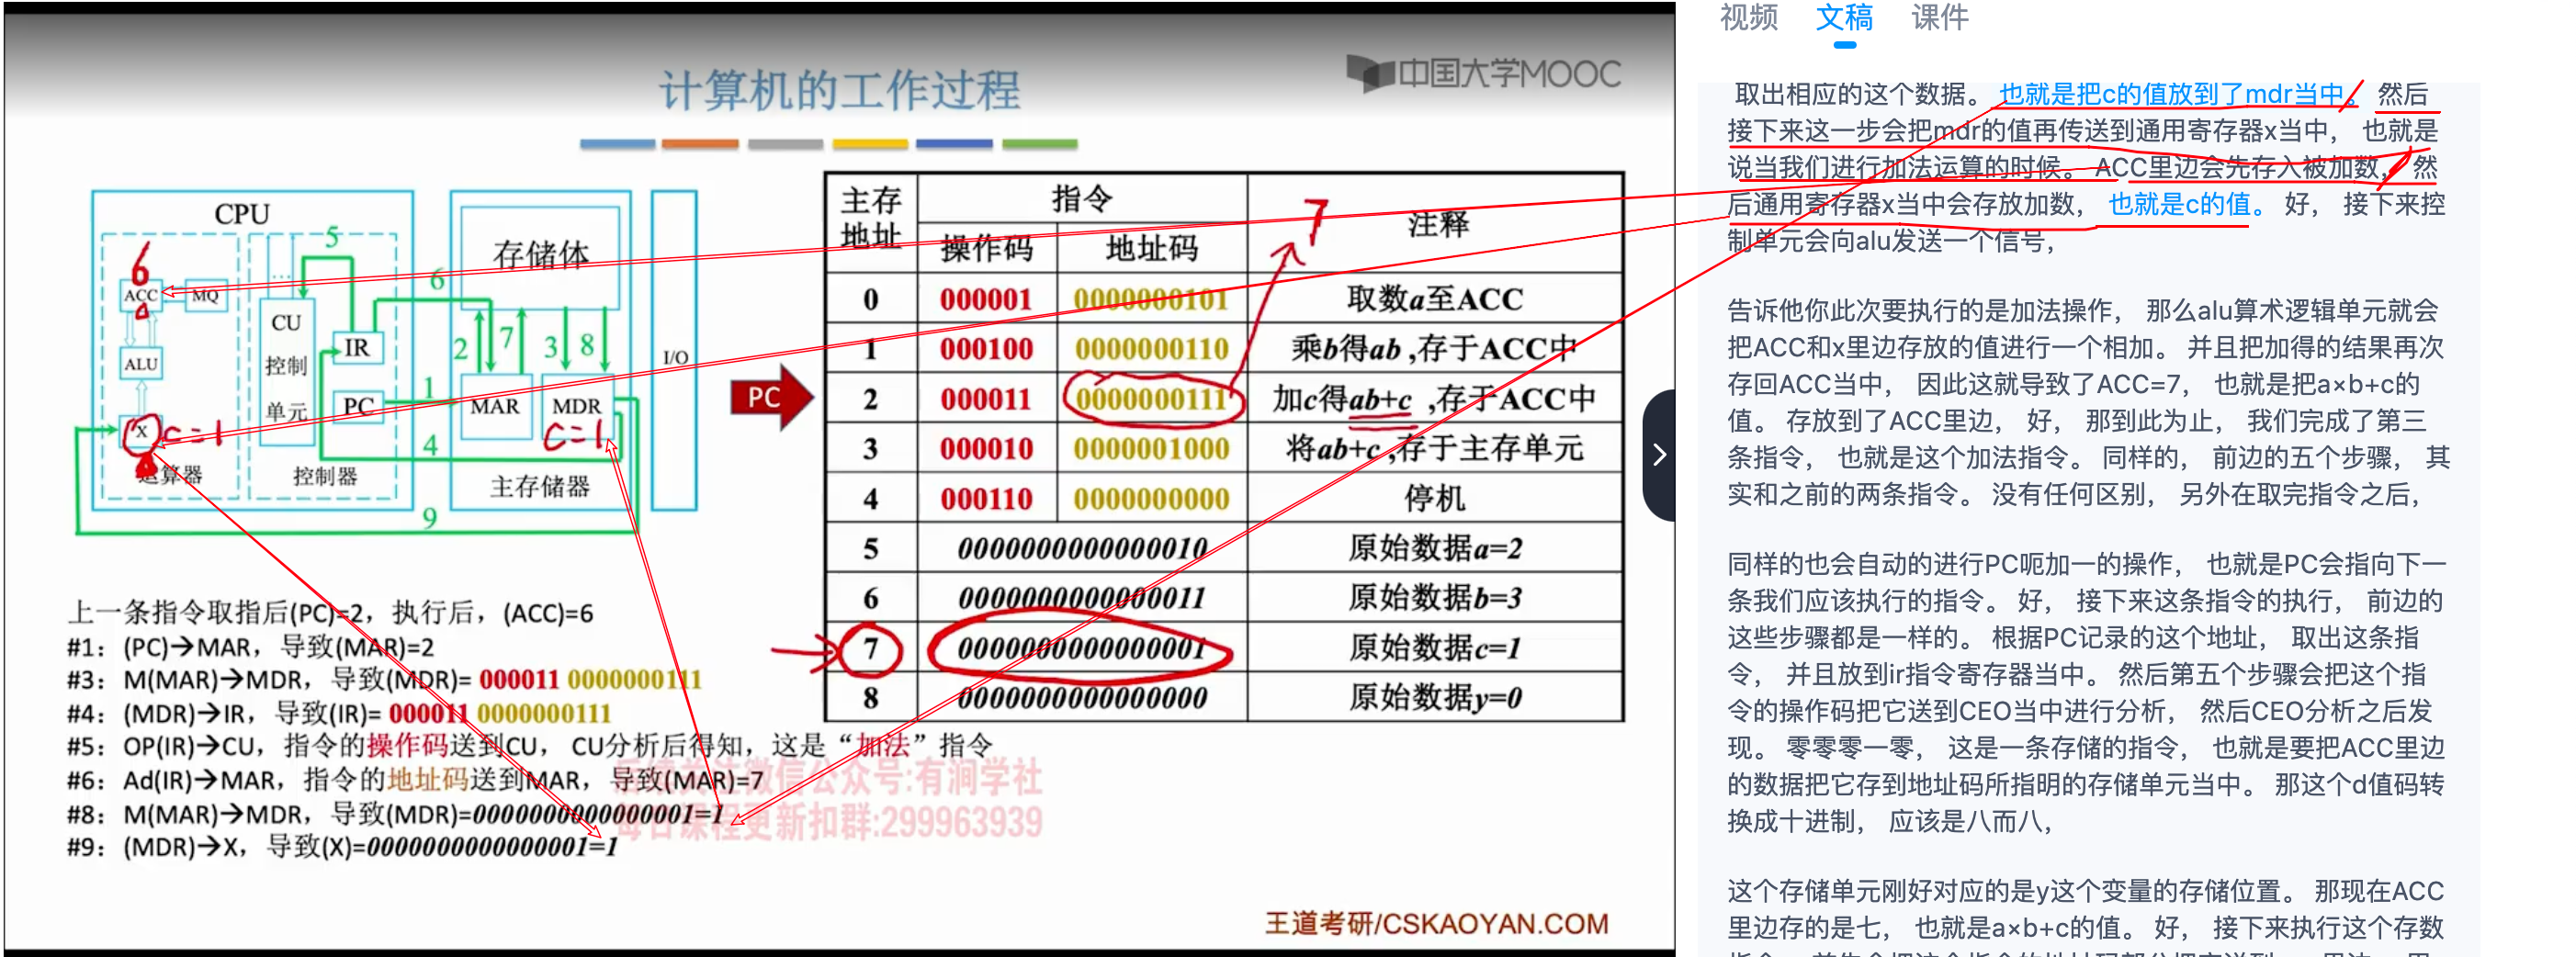 计算机的工作过程
中国大学MOOC
CPU
存储体
ACC
MQ
CU
控制
单元
IR
PC
ALU
X
运算器
控制器
MAR
MDR
主存储器
I/O
1
2
3
4
5
6
7
8
9
6
c=1
c=1
7
PC
主存地址 指令 注释
操作码 地址码
0 000001 0000000101 取数a至ACC
1 000100 0000000110 乘b得ab ,存于ACC中
2 000011 0000000111 加c得ab+c ,存于ACC中
3 000010 0000001000 将ab+c ,存于主存单元
4 000110 0000000000 停机
5 0000000000000010 原始数据a=2
6 0000000000000011 原始数据b=3
7 0000000000000001 原始数据c=1
8 0000000000000000 原始数据y=0
上一条指令取指后(PC)=2，执行后，(ACC)=6
#1：(PC)→MAR，导致(MAR)=2
#3：M(MAR)→MDR，导致(MDR)= 000011 0000000111
#4：(MDR)→IR，导致(IR)= 000011 0000000111
#5：OP(IR)→CU，指令的操作码送到CU，CU分析后得知，这是“加法”指令
#6：Ad(IR)→MAR，指令的地址码送到MAR，导致(MAR)=7
#8：M(MAR)→MDR，导致(MDR)=0000000000000001=1
#9：(MDR)→X，导致(X)=0000000000000001=1
微信公众号:有涧学社
每日课程更新扣群:299963939
王道考研/CSKAOYAN.COM
视频 文稿 课件
取出相应的这个数据。 也就是把c的值放到了mdr当中。 然后
接下来这一步会把mdr的值再传送到通用寄存器x当中， 也就是
说当我们进行加法运算的时候。 ACC里边会先存入被加数， 然
后通用寄存器x当中会存放加数， 也就是c的值。 好， 接下来控
制单元会向alu发送一个信号，
告诉他你此次要执行的是加法操作， 那么alu算术逻辑单元就会
把ACC和x里边存放的值进行一个相加。 并且把加得的结果再次
存回ACC当中， 因此这就导致了ACC=7， 也就是把a×b+c的
值。 存放到了ACC里边， 好， 那到此为止， 我们完成了第三
条指令， 也就是这个加法指令。 同样的， 前边的五个步骤， 其
实和之前的两条指令。 没有任何区别， 另外在取完指令之后，
同样的也会自动的进行PC呃加一的操作， 也就是PC会指向下一
条我们应该执行的指令。 好， 接下来这条指令的执行， 前边的
这些步骤都是一样的。 根据PC记录的这个地址， 取出这条指
令， 并且放到ir指令寄存器当中。 然后第五个步骤会把这个指
令的操作码把它送到CEO当中进行分析， 然后CEO分析之后发
现。 零零零一零， 这是一条存储的指令， 也就是要把ACC里边
的数据把它存到地址码所指明的存储单元当中。 那这个d值码转
换成十进制， 应该是八而八，
这个存储单元刚好对应的是y这个变量的存储位置。 那现在ACC
里边存的是七， 也就是a×b+c的值。 好， 接下来执行这个存数